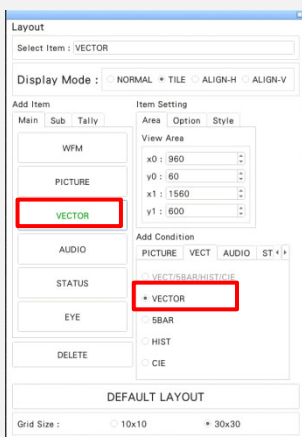 Layout
Select Item : VECTOR
Display Mode : NORMAL TILE ALIGN-H ALIGN-V
Add Item
Main Sub Tally
WFM
PICTURE
VECTOR
AUDIO
STATUS
EYE
DELETE
Item Setting
Area Option Style
View Area
x0 : 960
y0 : 60
x1 : 1560
y1 : 600
Add Condition
PICTURE VECT AUDIO ST
VECT/5BAR/HIST/CIE
VECTOR
5BAR
HIST
CIE
DEFAULT LAYOUT
Grid Size : 10x10 30x30